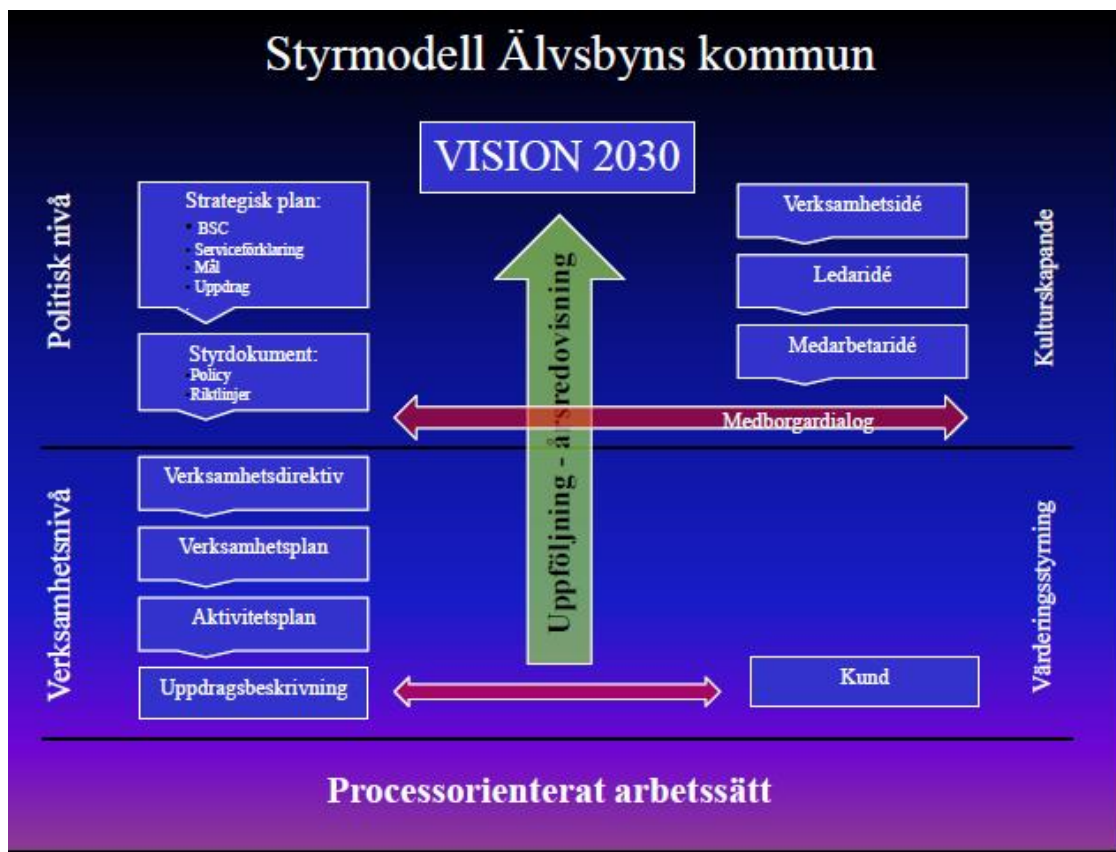 Styrmodell Älvsbyns kommun
VISION 2030
Politisk nivå
Strategisk plan:
• BSC
• Serviceförklaring
• Mål
• Uppdrag
Styrdokument:
• Policy
• Riktlinjer
Verksamhetsidé
Ledaridé
Medarbetaridé
Kulturskapande
Uppföljning - årsredovisning
Medborgardialog
Verksamhetsnivå
Verksamhetsdirektiv
Verksamhetsplan
Aktivitetsplan
Uppdragsbeskrivning
Kund
Värderingsstyrning
Processorienterat arbetssätt